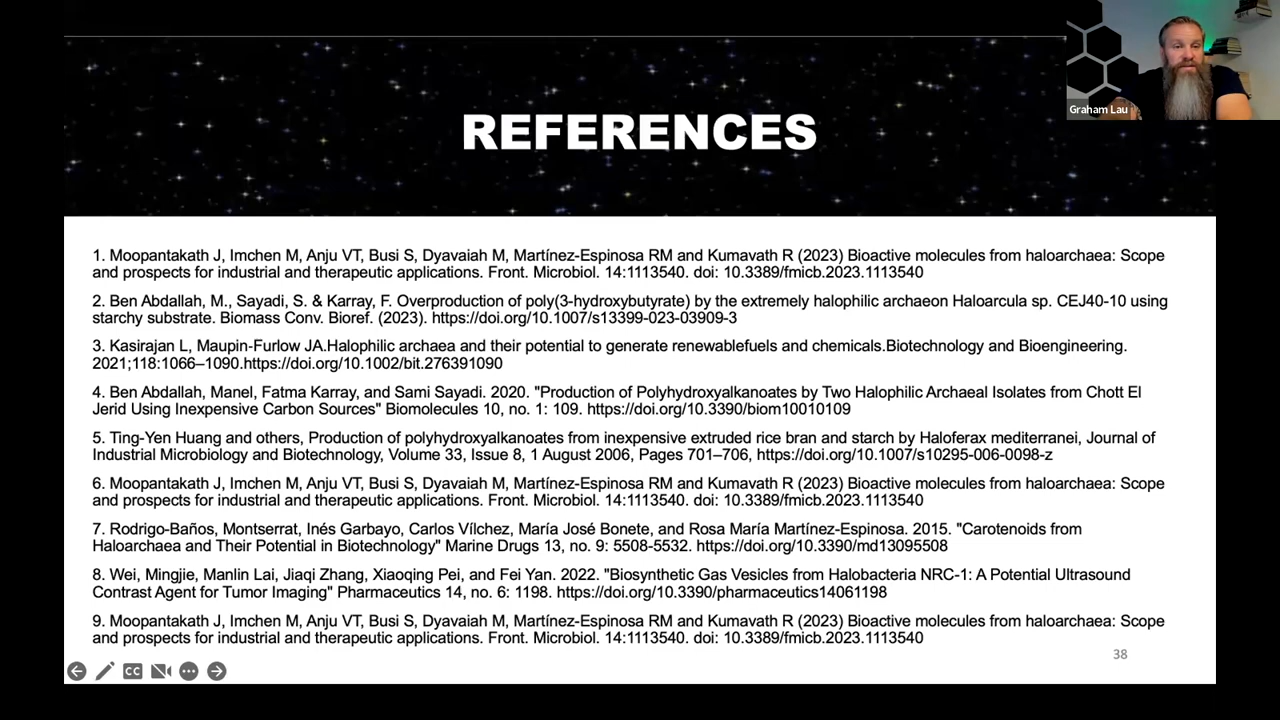 Graham Lau
REFERENCES
1. Moopantakath J, Imchen M, Anju VT, Busi S, Dyavaiah M, Martínez-Espinosa RM and Kumavath R (2023) Bioactive molecules from haloarchaea: Scope
and prospects for industrial and therapeutic applications. Front. Microbiol. 14:1113540. doi: 10.3389/fmicb.2023.1113540
2. Ben Abdallah, M., Sayadi, S. & Karray, F. Overproduction of poly(3-hydroxybutyrate) by the extremely halophilic archaeon Haloarcula sp. CEJ40-10 using
starchy substrate. Biomass Conv. Bioref. (2023). https://doi.org/10.1007/s13399-023-03909-3
3. Kasirajan L, Maupin-Furlow JA.Halophilic archaea and their potential to generate renewablefuels and chemicals.Biotechnology and Bioengineering.
2021;118:1066–1090.https://doi.org/10.1002/bit.276391090
4. Ben Abdallah, Manel, Fatma Karray, and Sami Sayadi. 2020. "Production of Polyhydroxyalkanoates by Two Halophilic Archaeal Isolates from Chott El
Jerid Using Inexpensive Carbon Sources" Biomolecules 10, no. 1: 109. https://doi.org/10.3390/biom10010109
5. Ting-Yen Huang and others, Production of polyhydroxyalkanoates from inexpensive extruded rice bran and starch by Haloferax mediterranei, Journal of
Industrial Microbiology and Biotechnology, Volume 33, Issue 8, 1 August 2006, Pages 701–706, https://doi.org/10.1007/s10295-006-0098-z
6. Moopantakath J, Imchen M, Anju VT, Busi S, Dyavaiah M, Martínez-Espinosa RM and Kumavath R (2023) Bioactive molecules from haloarchaea: Scope
and prospects for industrial and therapeutic applications. Front. Microbiol. 14:1113540. doi: 10.3389/fmicb.2023.1113540
7. Rodrigo-Baños, Montserrat, Inés Garbayo, Carlos Vílchez, María José Bonete, and Rosa María Martínez-Espinosa. 2015. "Carotenoids from
Haloarchaea and Their Potential in Biotechnology" Marine Drugs 13, no. 9: 5508-5532. https://doi.org/10.3390/md13095508
8. Wei, Mingjie, Manlin Lai, Jiaqi Zhang, Xiaoqing Pei, and Fei Yan. 2022. "Biosynthetic Gas Vesicles from Halobacteria NRC-1: A Potential Ultrasound
Contrast Agent for Tumor Imaging" Pharmaceutics 14, no. 6: 1198. https://doi.org/10.3390/pharmaceutics14061198
9. Moopantakath J, Imchen M, Anju VT, Busi S, Dyavaiah M, Martínez-Espinosa RM and Kumavath R (2023) Bioactive molecules from haloarchaea: Scope
and prospects for industrial and therapeutic applications. Front. Microbiol. 14:1113540. doi: 10.3389/fmicb.2023.1113540
38
CC